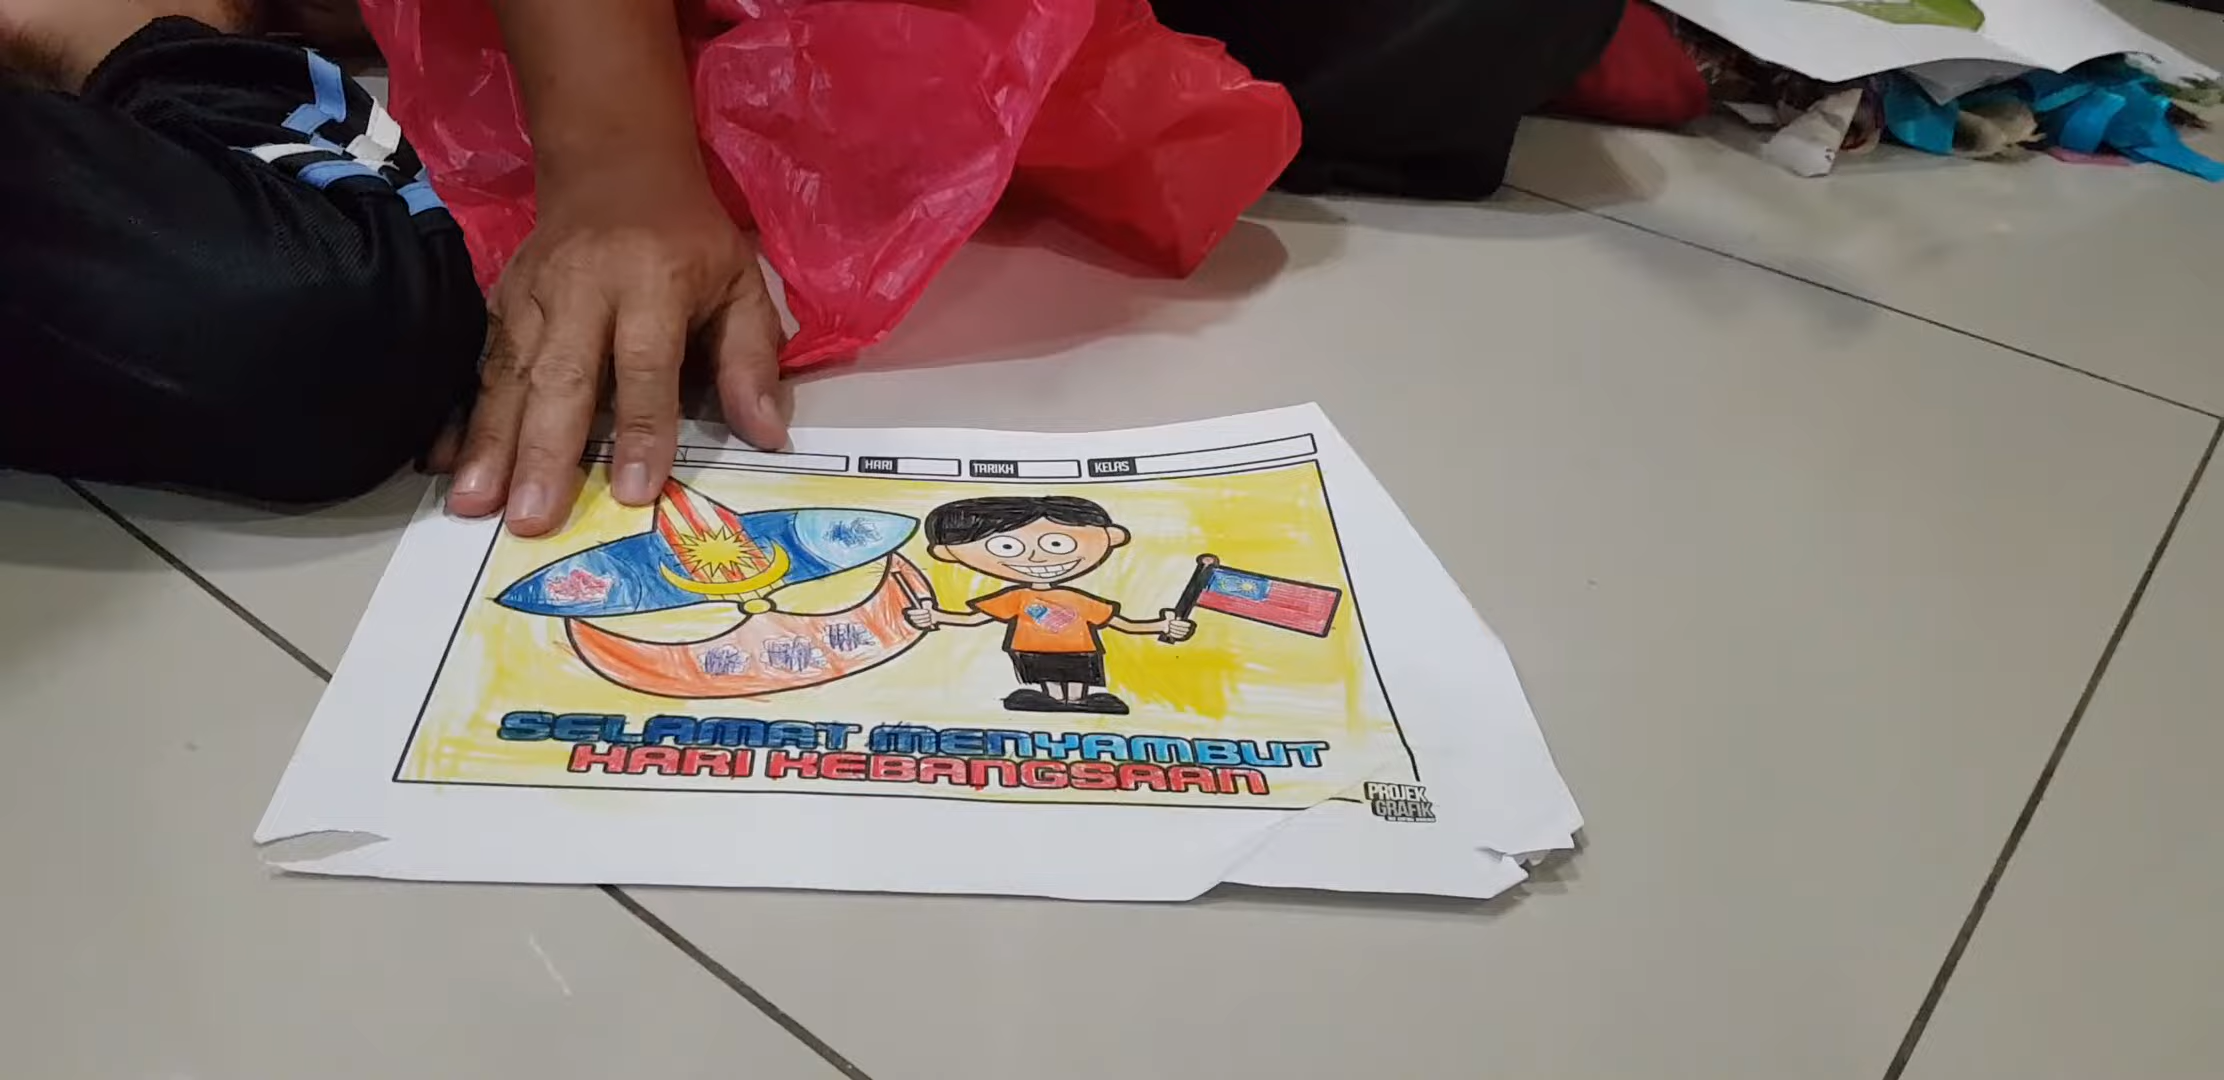 HARI TARIKH KELAS
SELAMAT MENYAMBUT
HARI KEBANGSAAN
PROJEK
GRAFIK